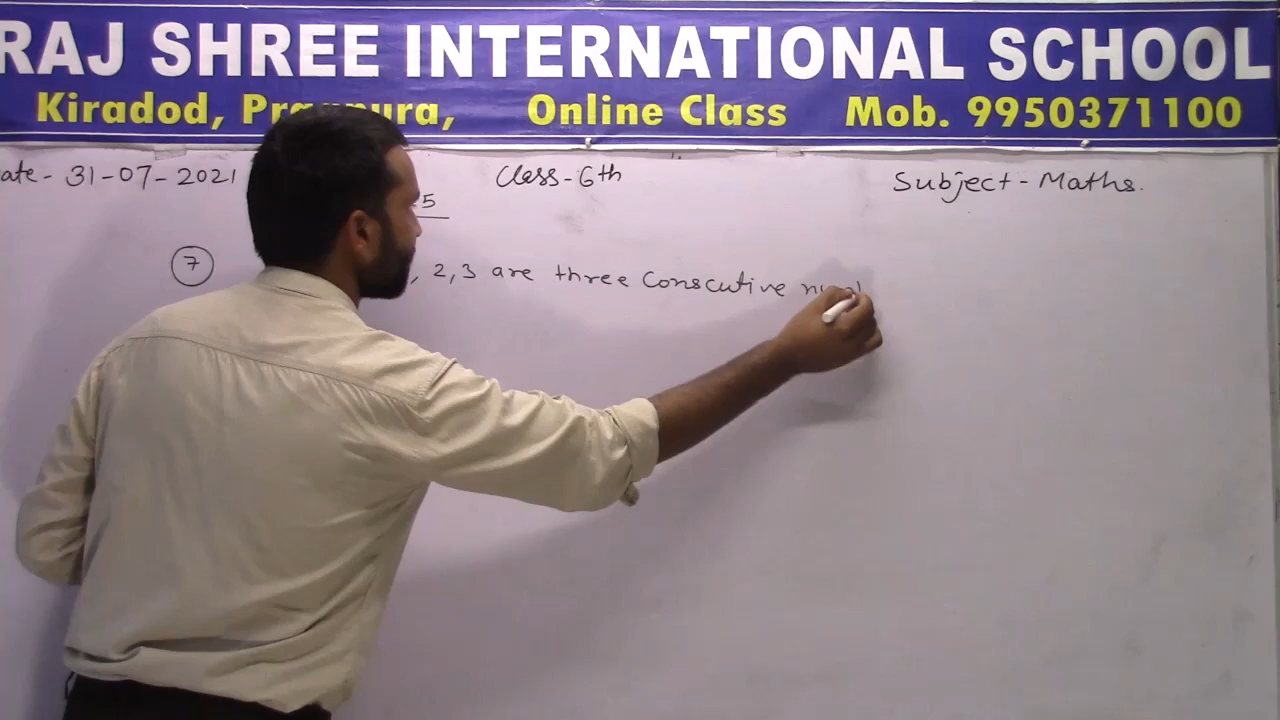 RAJ SHREE INTERNATIONAL SCHOOL
Kiradod, Online Class Mob. 9950371100
ate - 31-07-2021 Class - 6th Subject - Maths.
5
7 , 2, 3 are three Conscutive